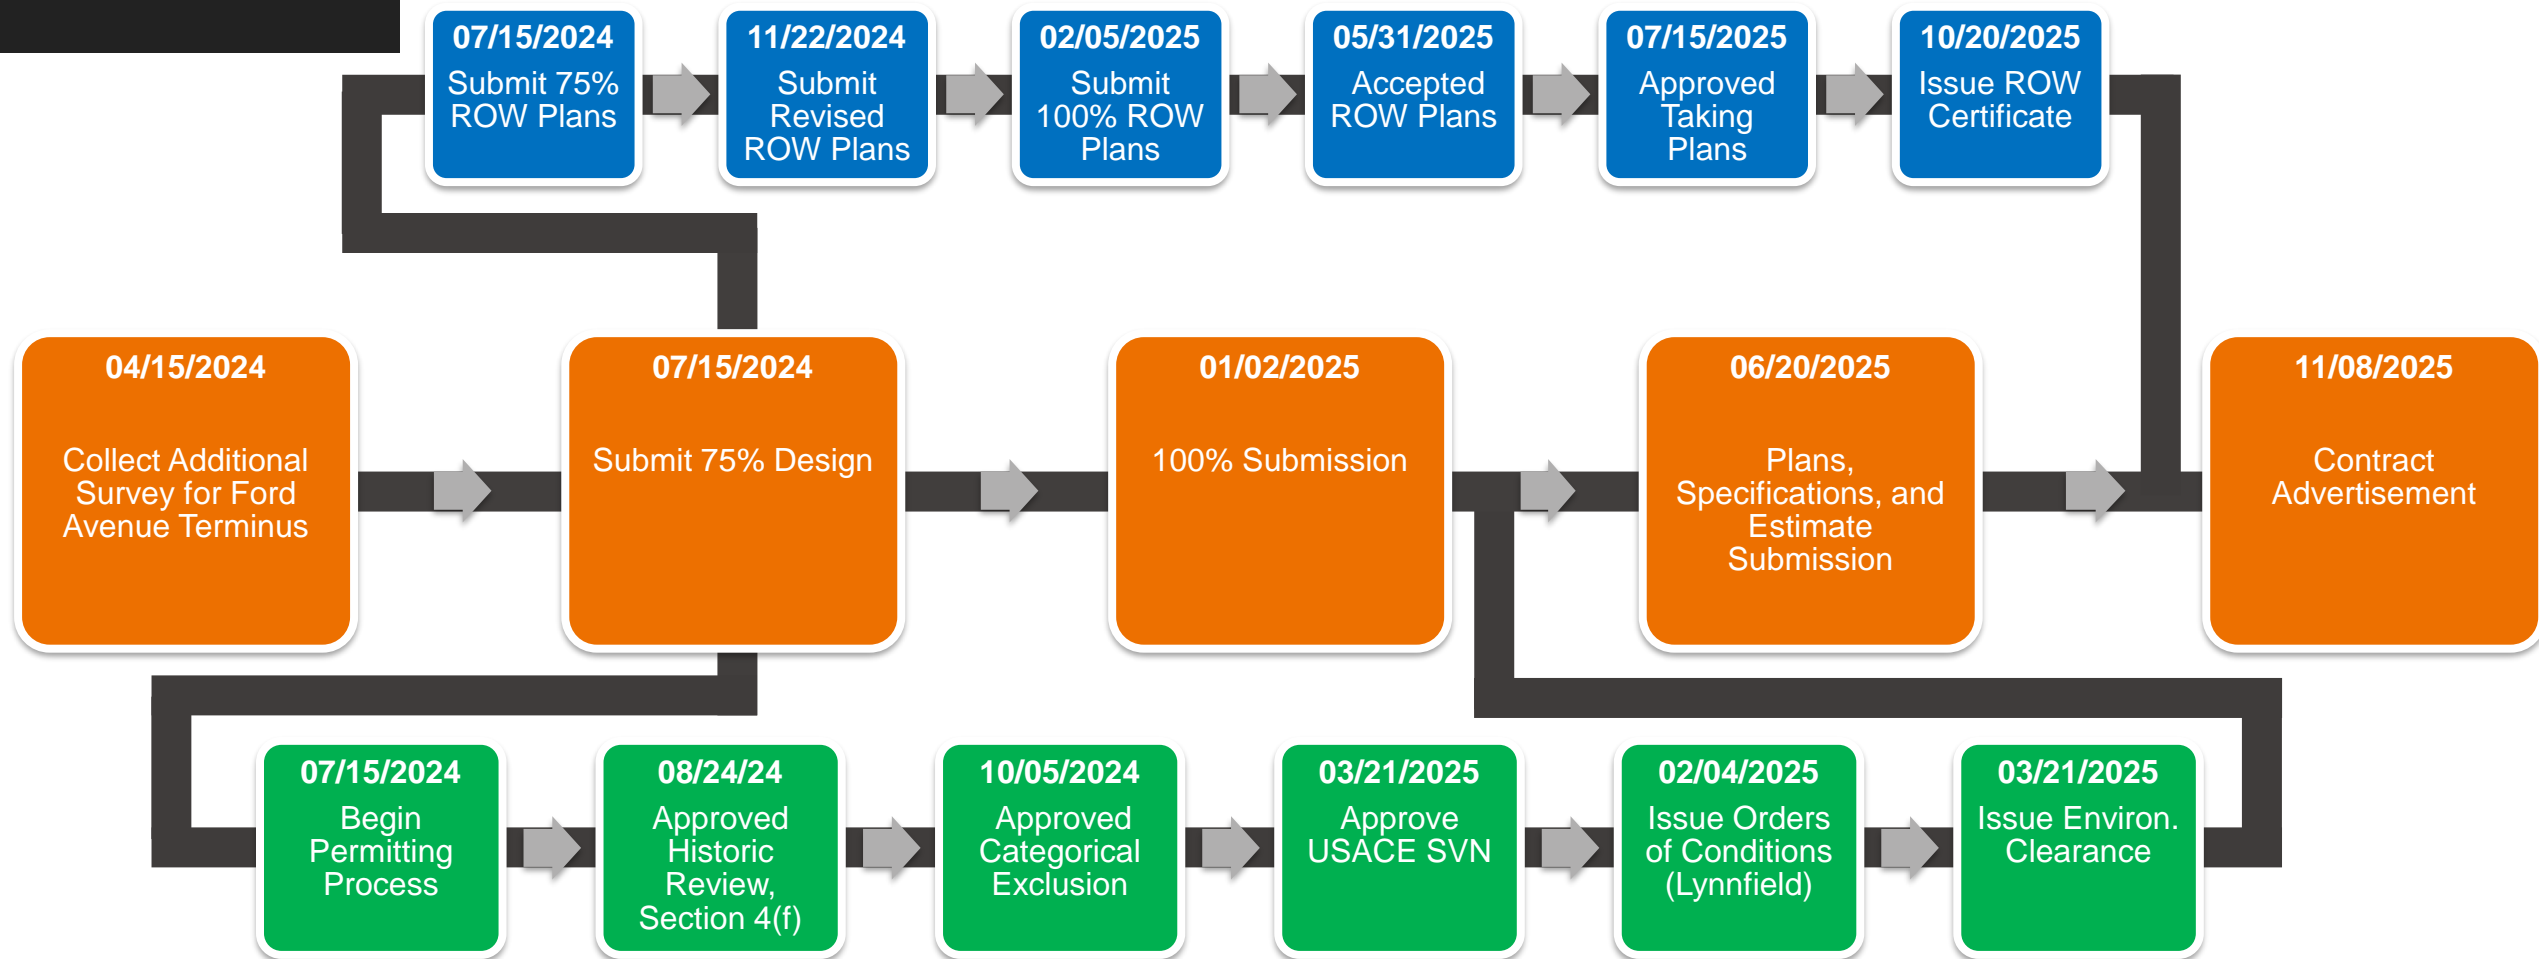 07/15/2024
Submit 75%
ROW Plans
11/22/2024
Submit
Revised
ROW Plans
02/05/2025
Submit
100% ROW
Plans
05/31/2025
Accepted
ROW Plans
07/15/2025
Approved
Taking
Plans
10/20/2025
Issue ROW
Certificate
04/15/2024
Collect Additional
Survey for Ford
Avenue Terminus
07/15/2024
Submit 75% Design
01/02/2025
100% Submission
06/20/2025
Plans,
Specifications, and
Estimate
Submission
11/08/2025
Contract
Advertisement
07/15/2024
Begin
Permitting
Process
08/24/24
Approved
Historic
Review,
Section 4(f)
10/05/2024
Approved
Categorical
Exclusion
03/21/2025
Approve
USACE SVN
02/04/2025
Issue Orders
of Conditions
(Lynnfield)
03/21/2025
Issue Environ.
Clearance